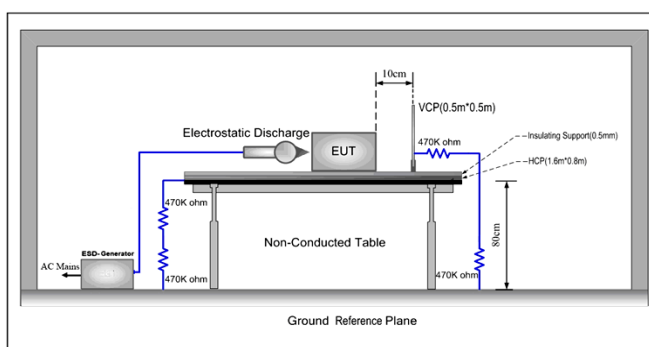 10cm
VCP(0.5m*0.5m)
Electrostatic Discharge
470K ohm
Insulating Support(0.5mm)
EUT
HCP(1.6m*0.8m)
470K ohm
Non-Conducted Table
80cm
ESD-Generator
AC Mains
470K ohm
470K ohm
Ground Reference Plane